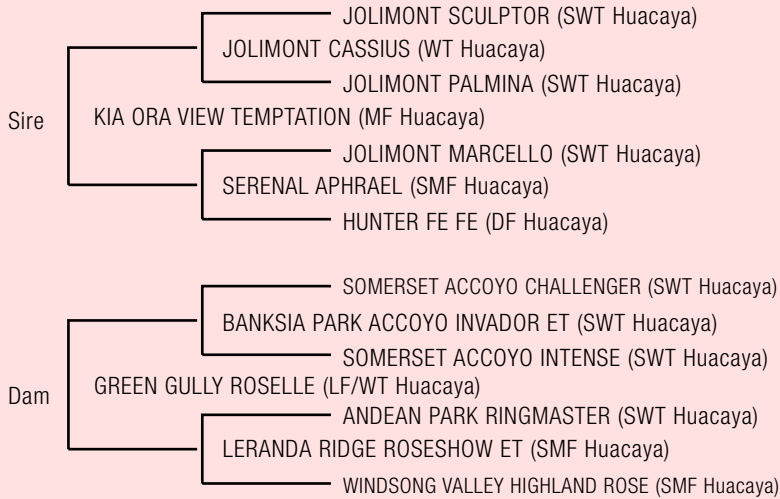 JOLIMONT SCULPTOR (SWT Huacaya)
JOLIMONT CASSIUS (WT Huacaya)
JOLIMONT PALMINA (SWT Huacaya)
Sire
KIA ORA VIEW TEMPTATION (MF Huacaya)
JOLIMONT MARCELLO (SWT Huacaya)
SERENAL APHRAEL (SMF Huacaya)
HUNTER FE FE (DF Huacaya)
SOMERSET ACCOYO CHALLENGER (SWT Huacaya)
BANKSIA PARK ACCOYO INVADOR ET (SWT Huacaya)
SOMERSET ACCOYO INTENSE (SWT Huacaya)
GREEN GULLY ROSELLE (LF/WT Huacaya)
Dam
ANDEAN PARK RINGMASTER (SWT Huacaya)
LERANDA RIDGE ROSESHOW ET (SMF Huacaya)
WINDSONG VALLEY HIGHLAND ROSE (SMF Huacaya)